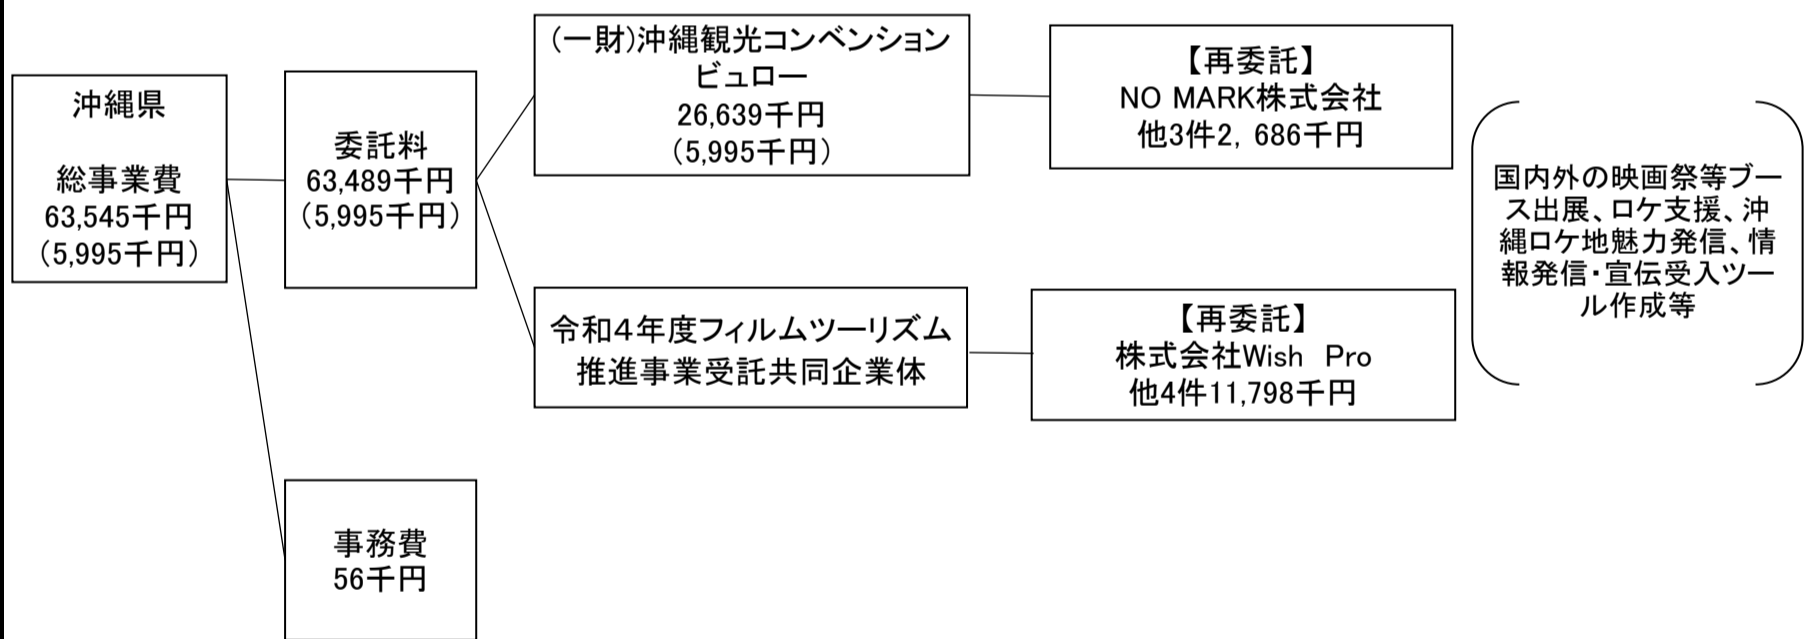 沖縄県
総事業費
63,545千円
(5,995千円)
委託料
63,489千円
(5,995千円)
(一財)沖縄観光コンベンション
ビューロー
26,639千円
(5,995千円)
【再委託】
NO MARK株式会社
他3件2，686千円
令和4年度フィルムツーリズム
推進事業受託共同企業体
【再委託】
株式会社Wish　Pro
他4件11,798千円
国内外の映画祭等ブー
ス出展、ロケ支援、沖
縄ロケ地魅力発信、情
報発信・宣伝受入ツー
ル作成等
事務費
56千円